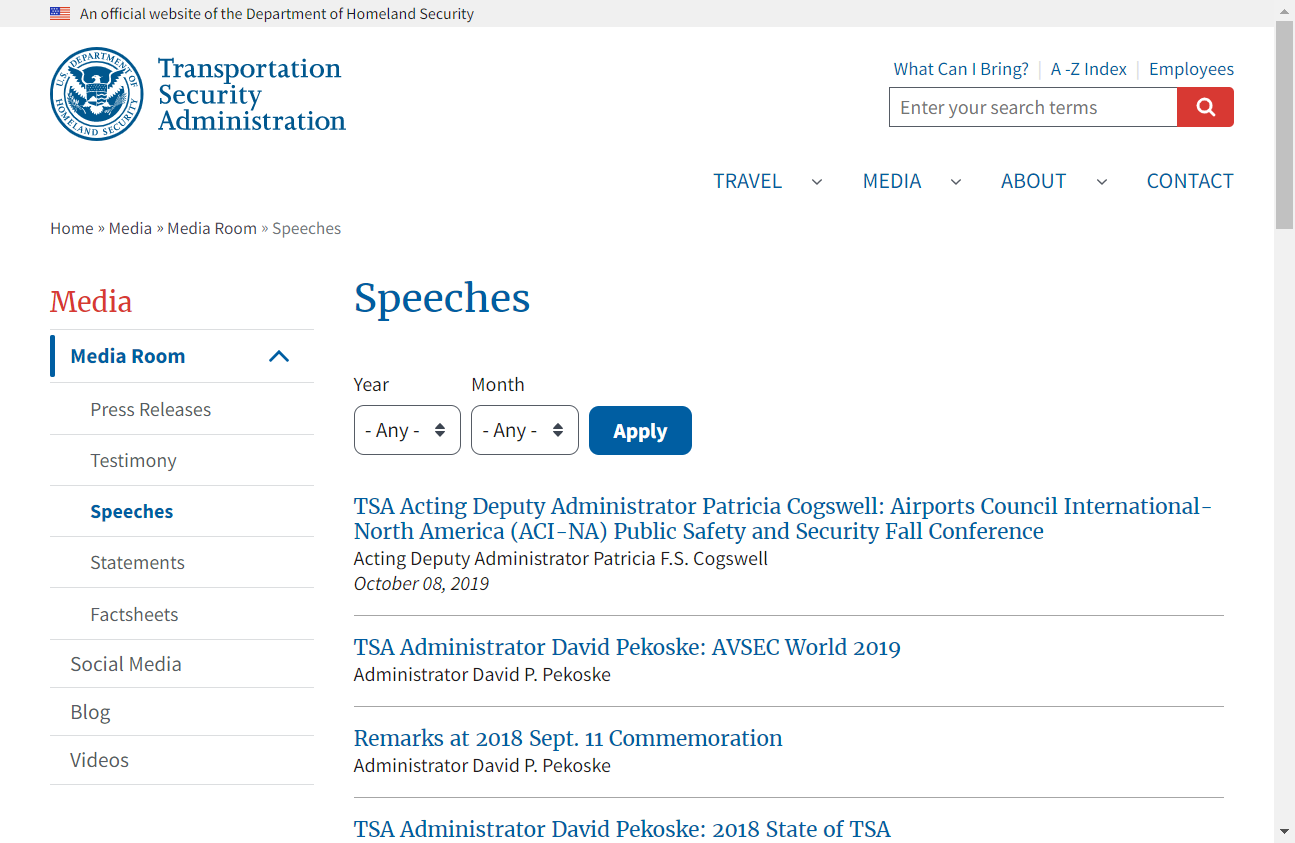 An official website of the Department of Homeland Security
U.S. DEPARTMENT OF HOMELAND SECURITY
Transportation
Security
Administration
What Can I Bring?
A -Z Index
Employees
Enter your search terms
TRAVEL
MEDIA
ABOUT
CONTACT
Home » Media » Media Room » Speeches
Media
Media Room
Press Releases
Testimony
Speeches
Statements
Factsheets
Social Media
Blog
Videos
Speeches
Year
Month
- Any -
- Any -
Apply
TSA Acting Deputy Administrator Patricia Cogswell: Airports Council International-
North America (ACI-NA) Public Safety and Security Fall Conference
Acting Deputy Administrator Patricia F.S. Cogswell
October 08, 2019
TSA Administrator David Pekoske: AVSEC World 2019
Administrator David P. Pekoske
Remarks at 2018 Sept. 11 Commemoration
Administrator David P. Pekoske
TSA Administrator David Pekoske: 2018 State of TSA